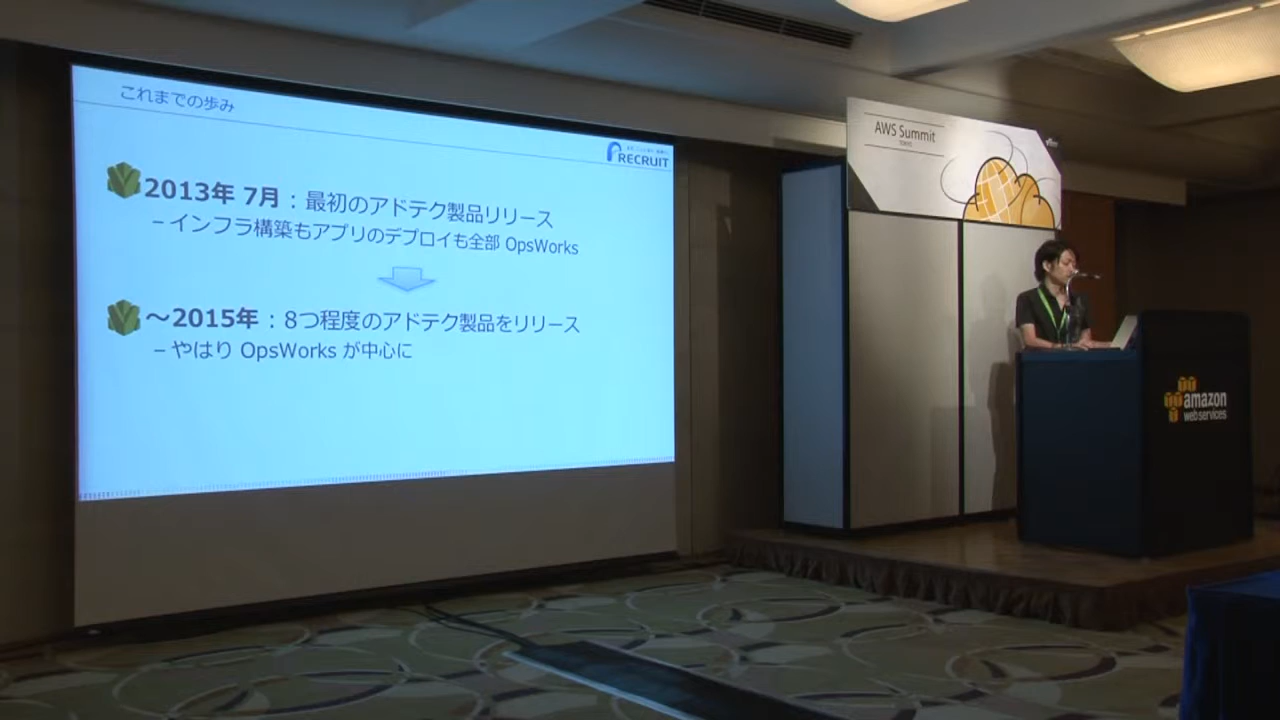 これまでの歩み
RECRUIT
2013年 7月：最初のアドテク製品リリース
– インフラ構築もアプリのデプロイも全部 OpsWorks
～2015年：8つ程度のアドテク製品をリリース
– やはり OpsWorks が中心に
AWS Summit
TOKYO
amazon
web services